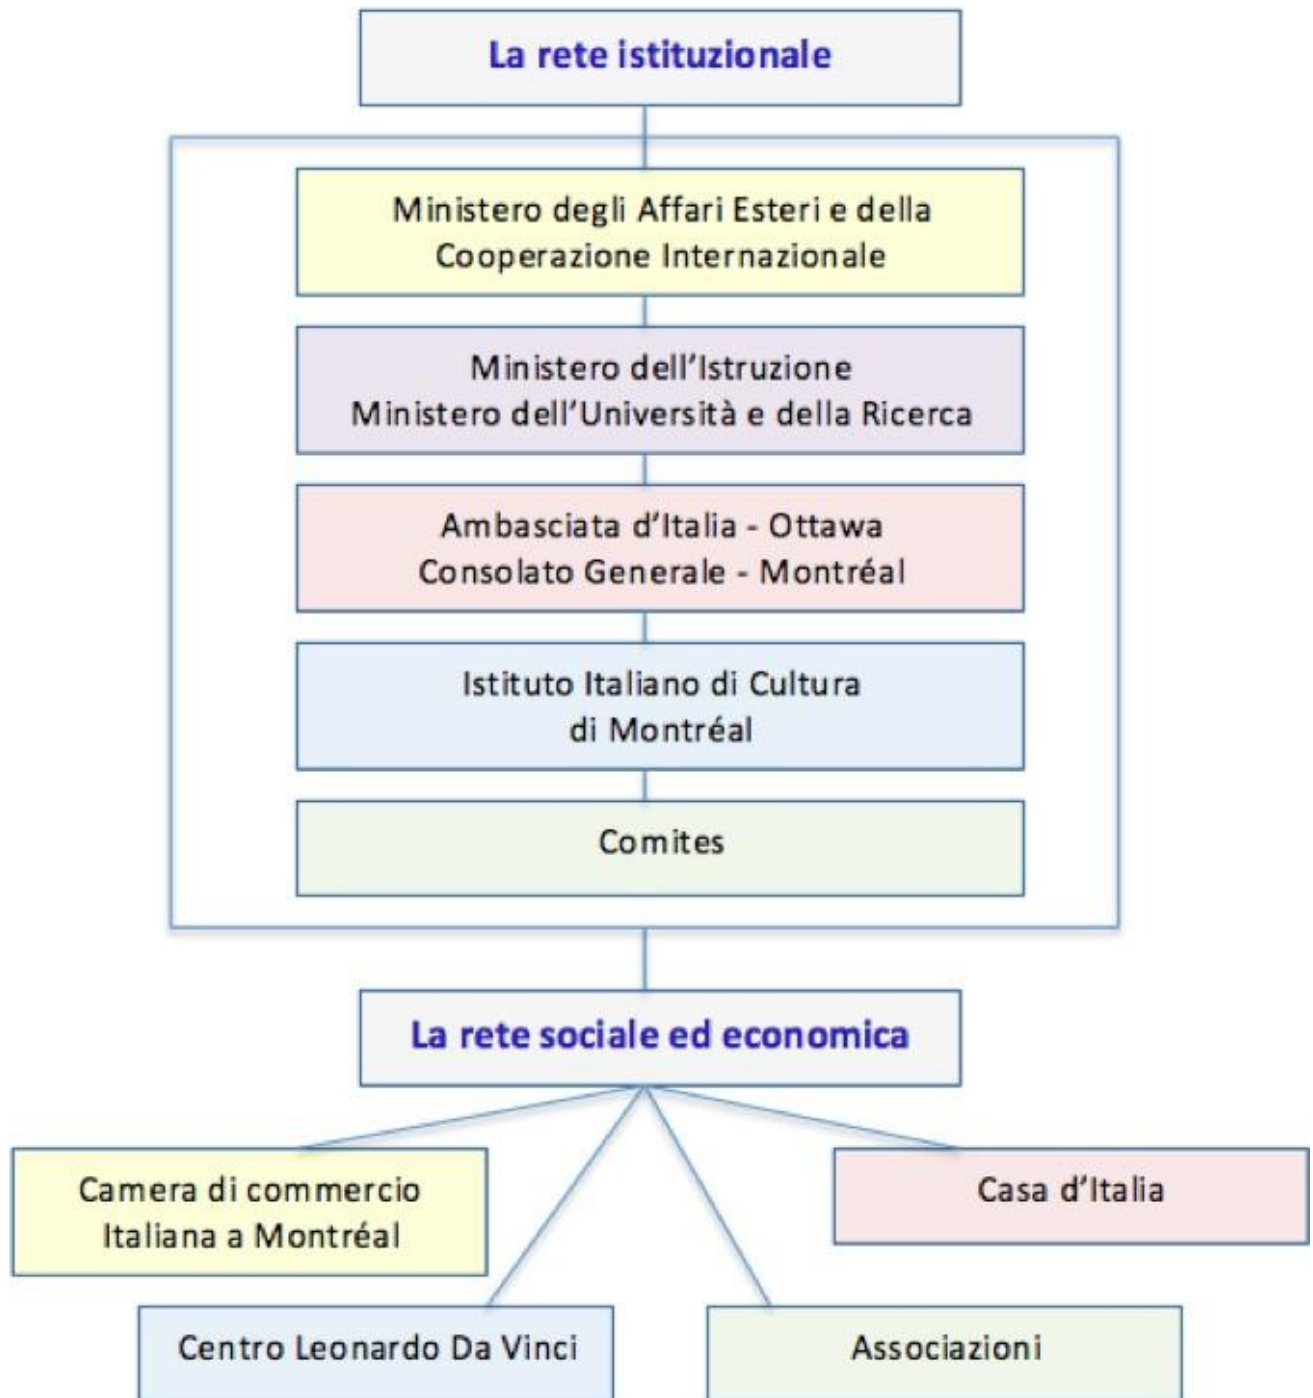 La rete istituzionale
Ministero degli Affari Esteri e della
Cooperazione Internazionale
Ministero dell’Istruzione
Ministero dell’Università e della Ricerca
Ambasciata d’Italia - Ottawa
Consolato Generale - Montréal
Istituto Italiano di Cultura
di Montréal
Comites
La rete sociale ed economica
Camera di commercio
Italiana a Montréal
Casa d’Italia
Centro Leonardo Da Vinci
Associazioni